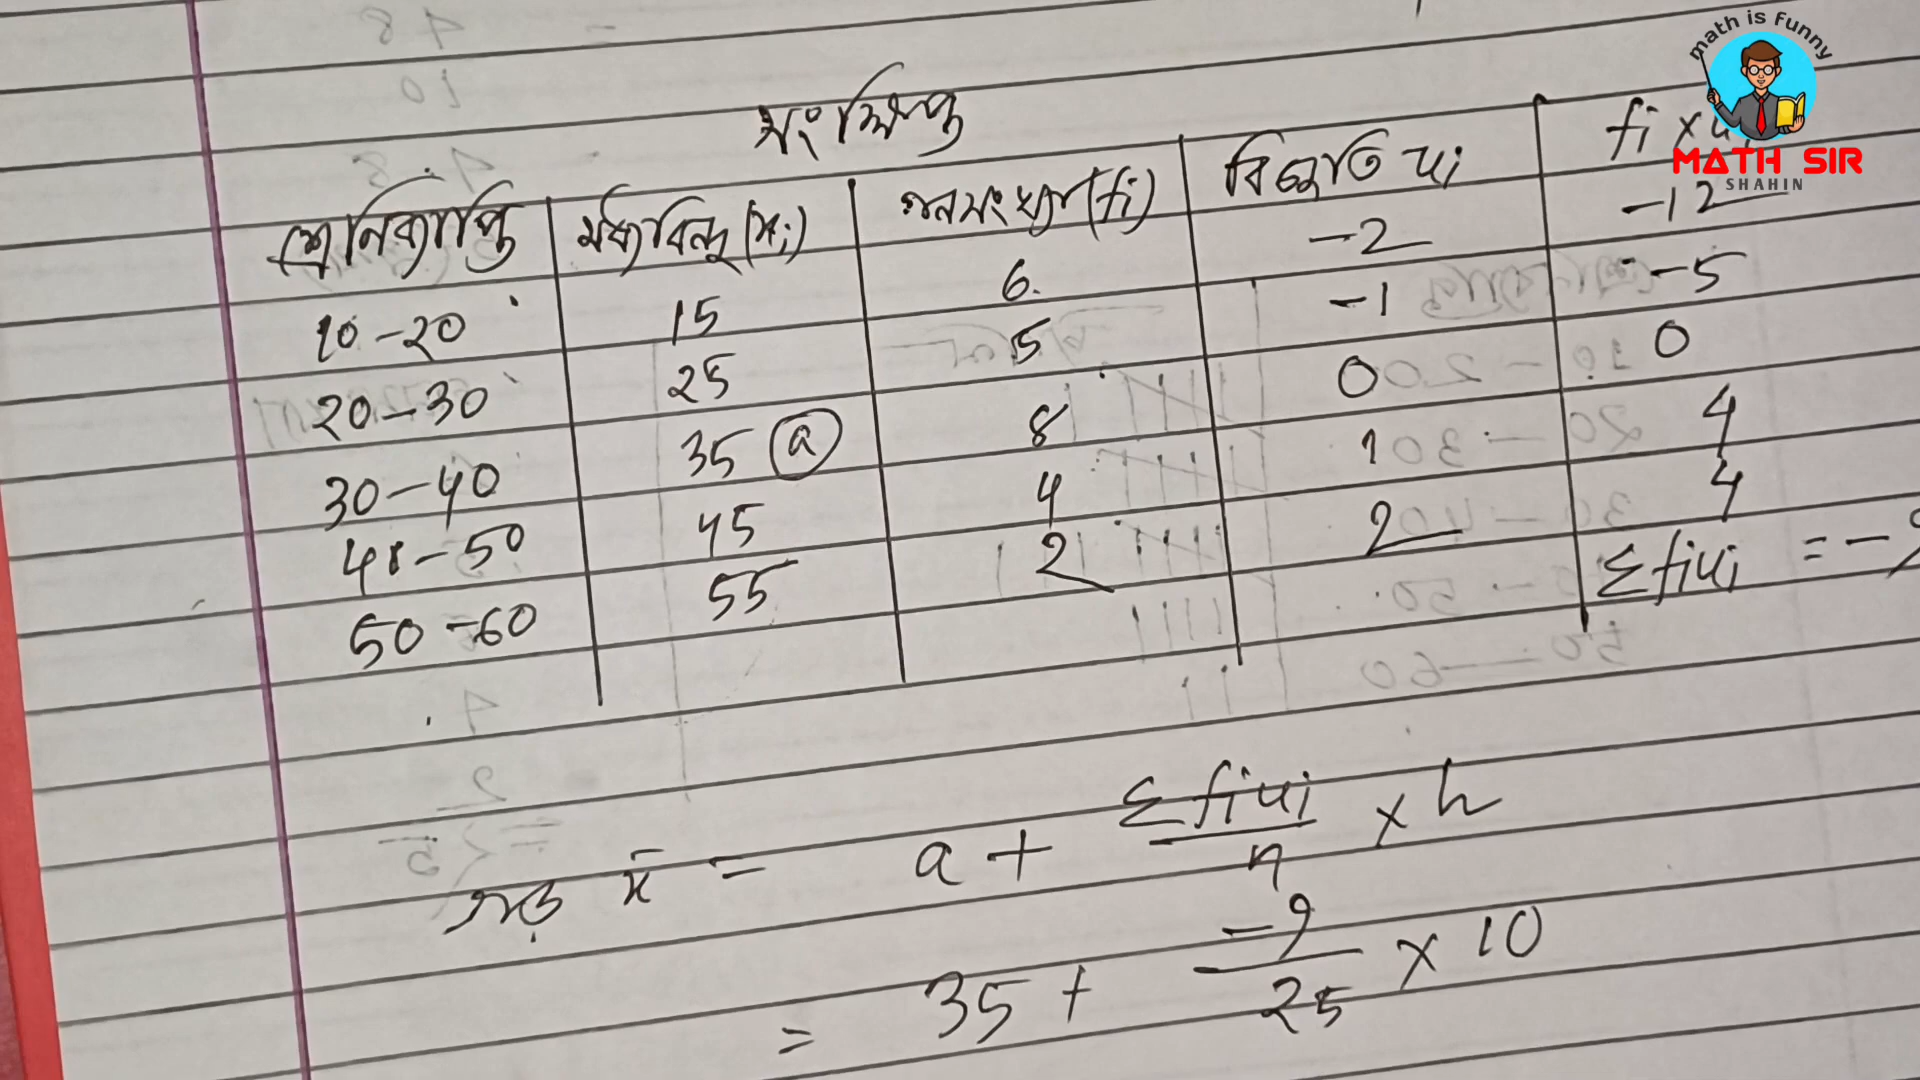 math is Funny
MATH SIR
SHAHIN
সংক্ষিপ্ত
শ্রেনিব্যাপ্তি মধ্যবিন্দু (xi) জনসংখ্যা (fi) বিচ্যুতি ui fi x u
10-20 15 6. -2 -12
20-30 25 5 -1 -5
30-40 35 a 8 0 0
40-50 45 4 1 4
50-60 55 2 2 4
Σfiui = -9
গড় x̄ = a + Σfiui/n x h
= 35 + -9/25 x 10